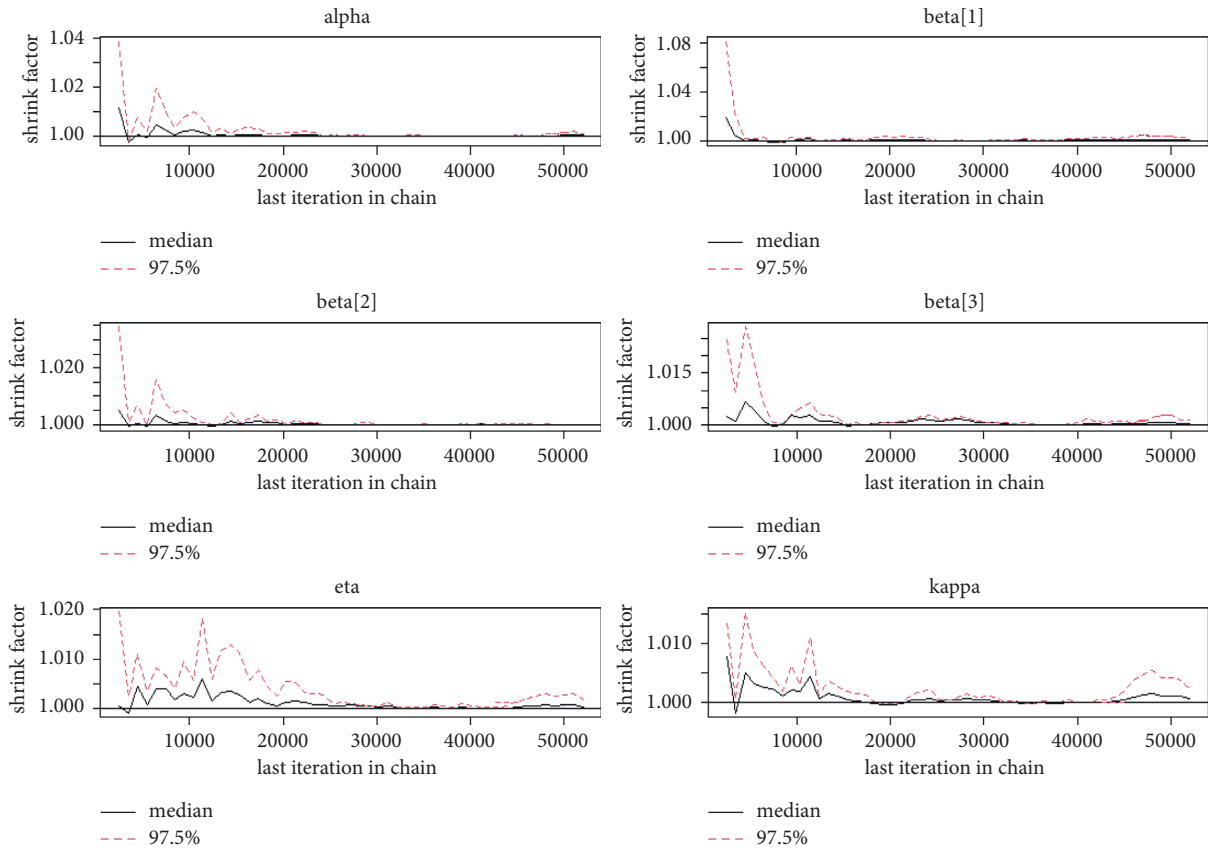 alpha
shrink factor
1.04
1.02
1.00
10000 20000 30000 40000 50000
last iteration in chain
median
97.5%
beta[1]
shrink factor
1.08
1.04
1.00
10000 20000 30000 40000 50000
last iteration in chain
median
97.5%
beta[2]
shrink factor
1.020
1.000
10000 20000 30000 40000 50000
last iteration in chain
median
97.5%
beta[3]
shrink factor
1.015
1.000
10000 20000 30000 40000 50000
last iteration in chain
median
97.5%
eta
shrink factor
1.020
1.010
1.000
10000 20000 30000 40000 50000
last iteration in chain
median
97.5%
kappa
shrink factor
1.010
1.000
10000 20000 30000 40000 50000
last iteration in chain
median
97.5%